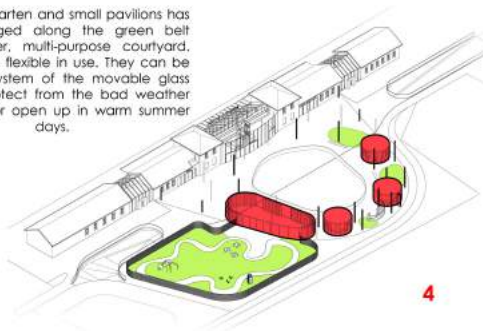 arten and small pavilions has
ged along the green belt
er, multi-purpose courtyard.
flexible in use. They can be
ystem of the movable glass
otect from the bad weather
r open up in warm summer
days.
4